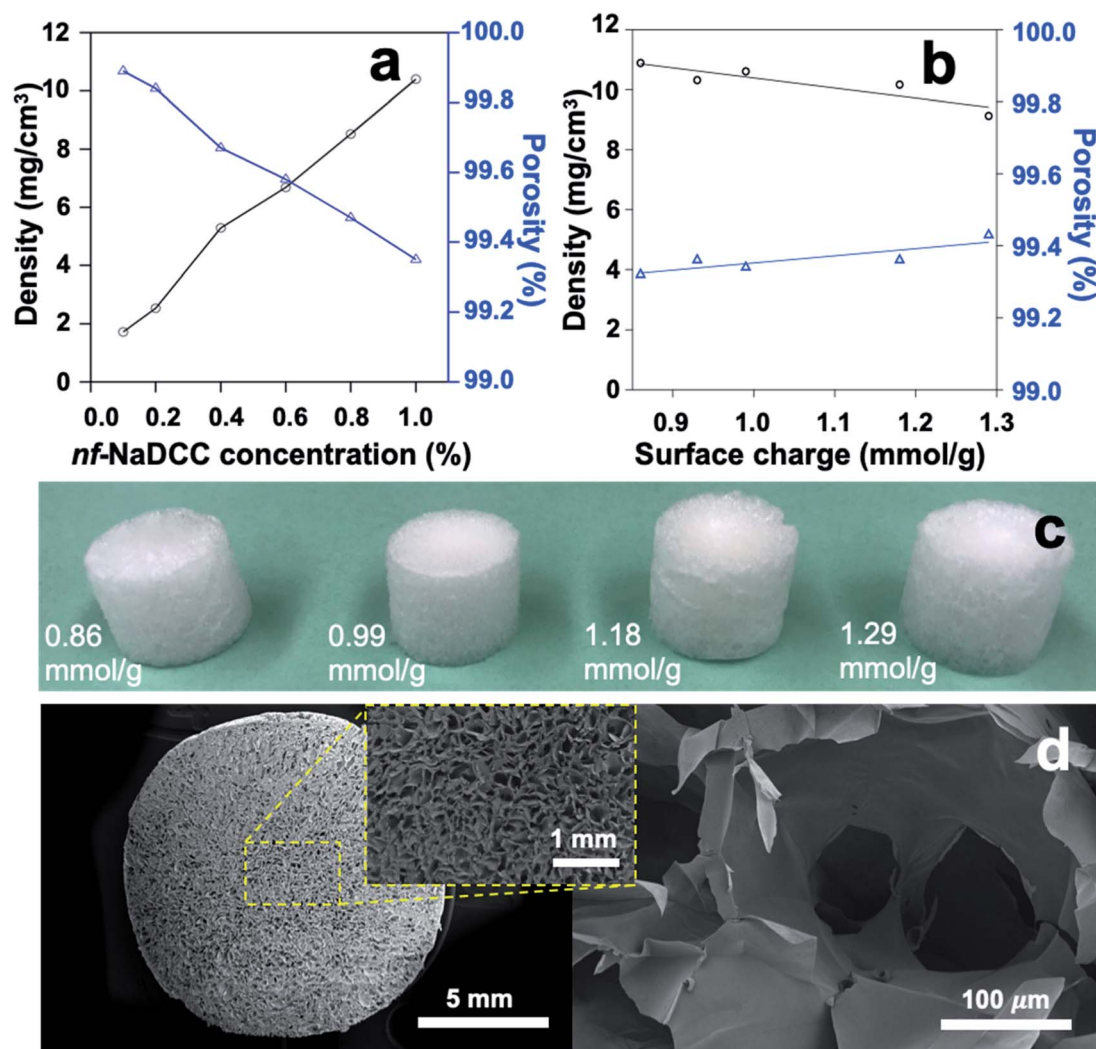 a
12
10
8
6
4
2
0
Density (mg/cm³)
0.0 0.2 0.4 0.6 0.8 1.0
nf-NaDCC concentration (%)
100.0
99.8
99.6
99.4
99.2
99.0
Porosity (%)
b
12
10
8
6
4
2
0
Density (mg/cm³)
0.9 1.0 1.1 1.2 1.3
Surface charge (mmol/g)
100.0
99.8
99.6
99.4
99.2
99.0
Porosity (%)
c
0.86
mmol/g
0.99
mmol/g
1.18
mmol/g
1.29
mmol/g
d
1 mm
5 mm
100 μm